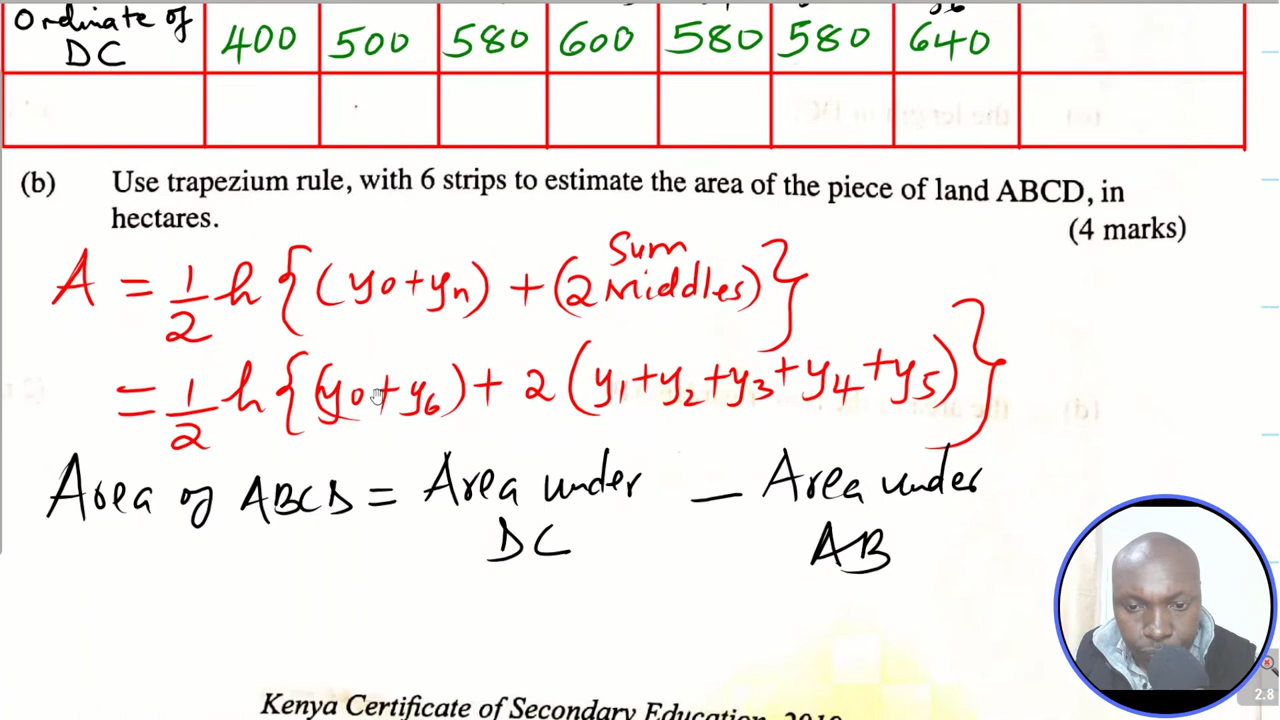 Ordinate of DC 400 500 580 600 580 580 640
(b) Use trapezium rule, with 6 strips to estimate the area of the piece of land ABCD, in
hectares. (4 marks)
A = 1/2 h {(y0 + yn) + (2 Sum Middles)}
= 1/2 h {(y0 + y6) + 2 (y1 + y2 + y3 + y4 + y5)}
Area of ABCD = Area under DC — Area under AB
Kenya Certificate of Secondary Education, 2019
2.8